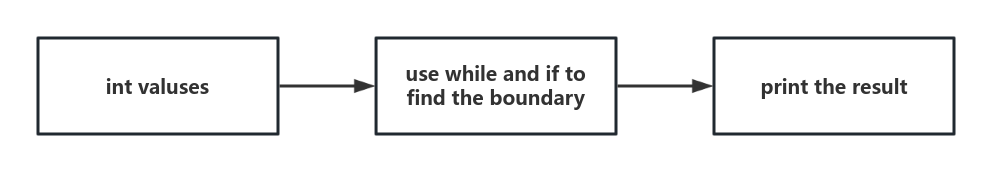 int valuses
use while and if to
find the boundary
print the result